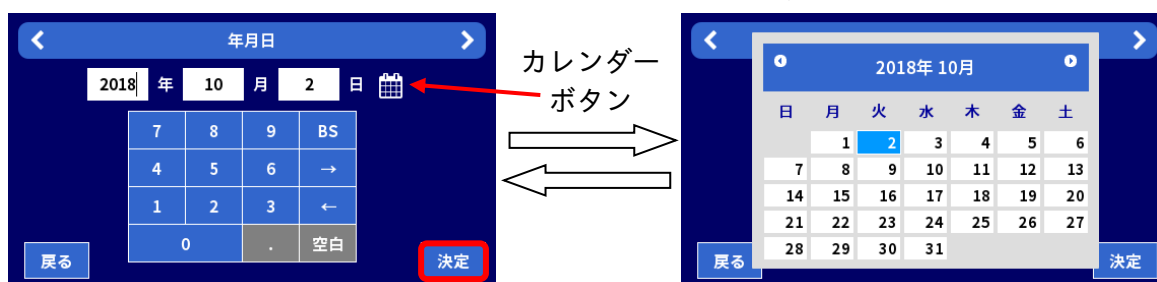 年月日
2018 年 10 月 2 日
7 8 9 BS
4 5 6 →
1 2 3 ←
0 . 空白
戻る 決定
カレンダー
ボタン
2018年 10月
日 月 火 水 木 金 土
1 2 3 4 5 6
7 8 9 10 11 12 13
14 15 16 17 18 19 20
21 22 23 24 25 26 27
28 29 30 31
戻る 決定